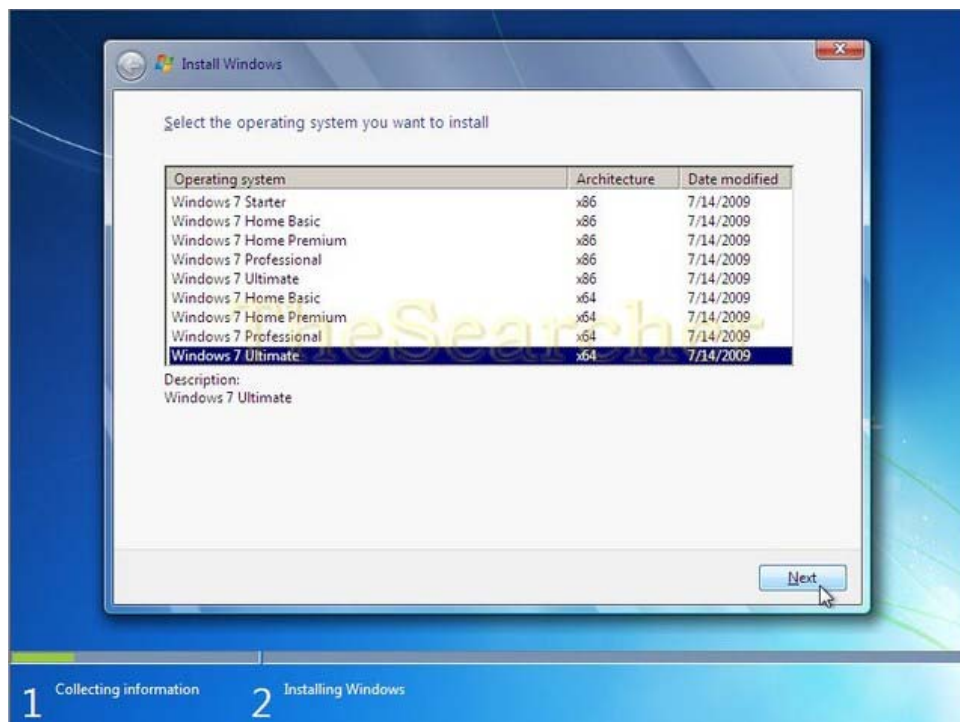 Install Windows
Select the operating system you want to install
Operating system Architecture Date modified
Windows 7 Starter x86 7/14/2009
Windows 7 Home Basic x86 7/14/2009
Windows 7 Home Premium x86 7/14/2009
Windows 7 Professional x86 7/14/2009
Windows 7 Ultimate x86 7/14/2009
Windows 7 Home Basic x64 7/14/2009
Windows 7 Home Premium x64 7/14/2009
TheSearcher
Windows 7 Professional x64 7/14/2009
Windows 7 Ultimate x64 7/14/2009
Description:
Windows 7 Ultimate
Next
1 Collecting information 2 Installing Windows